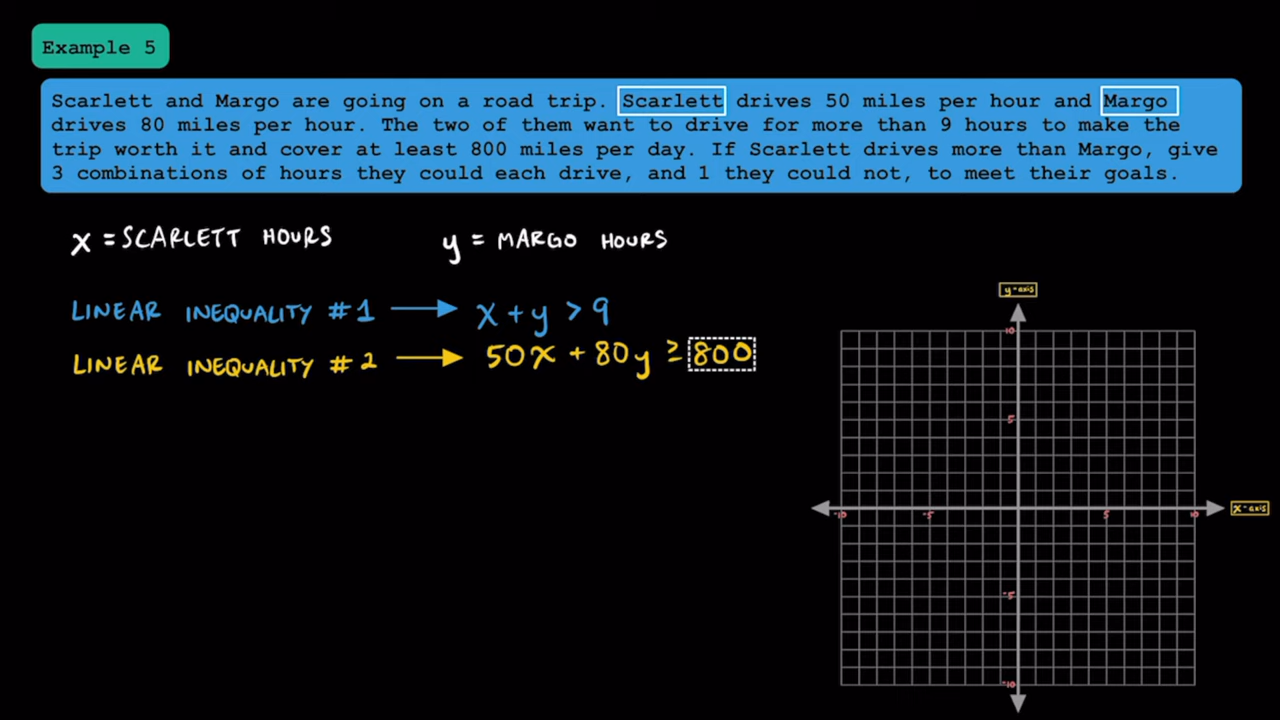 Example 5
Scarlett and Margo are going on a road trip. Scarlett drives 50 miles per hour and Margo
drives 80 miles per hour. The two of them want to drive for more than 9 hours to make the
trip worth it and cover at least 800 miles per day. If Scarlett drives more than Margo, give
3 combinations of hours they could each drive, and 1 they could not, to meet their goals.
x = SCARLETT HOURS
y = MARGO HOURS
LINEAR INEQUALITY #1 → x + y > 9
LINEAR INEQUALITY #2 → 50x + 80y ≥ 800
y-axis
10
5
-10
-5
5
10
x-axis
-5
-10